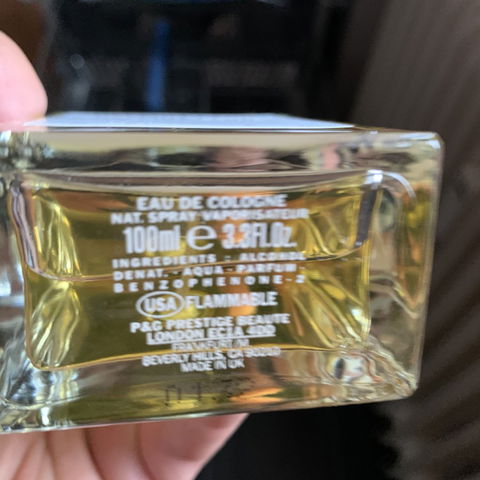 EAU DE COLOGNE
NAT. SPRAY VAPORISATEUR
100ml e 3.3Fl.Oz.
INGREDIENTS : ALCOHOL
DENAT. - AQUA - PARFUM -
BENZOPHENONE-2
USA FLAMMABLE
P&G PRESTIGE BEAUTE
LONDON EC1A 4DD
BEVERLY HILLS, CA 90210
MADE IN UK